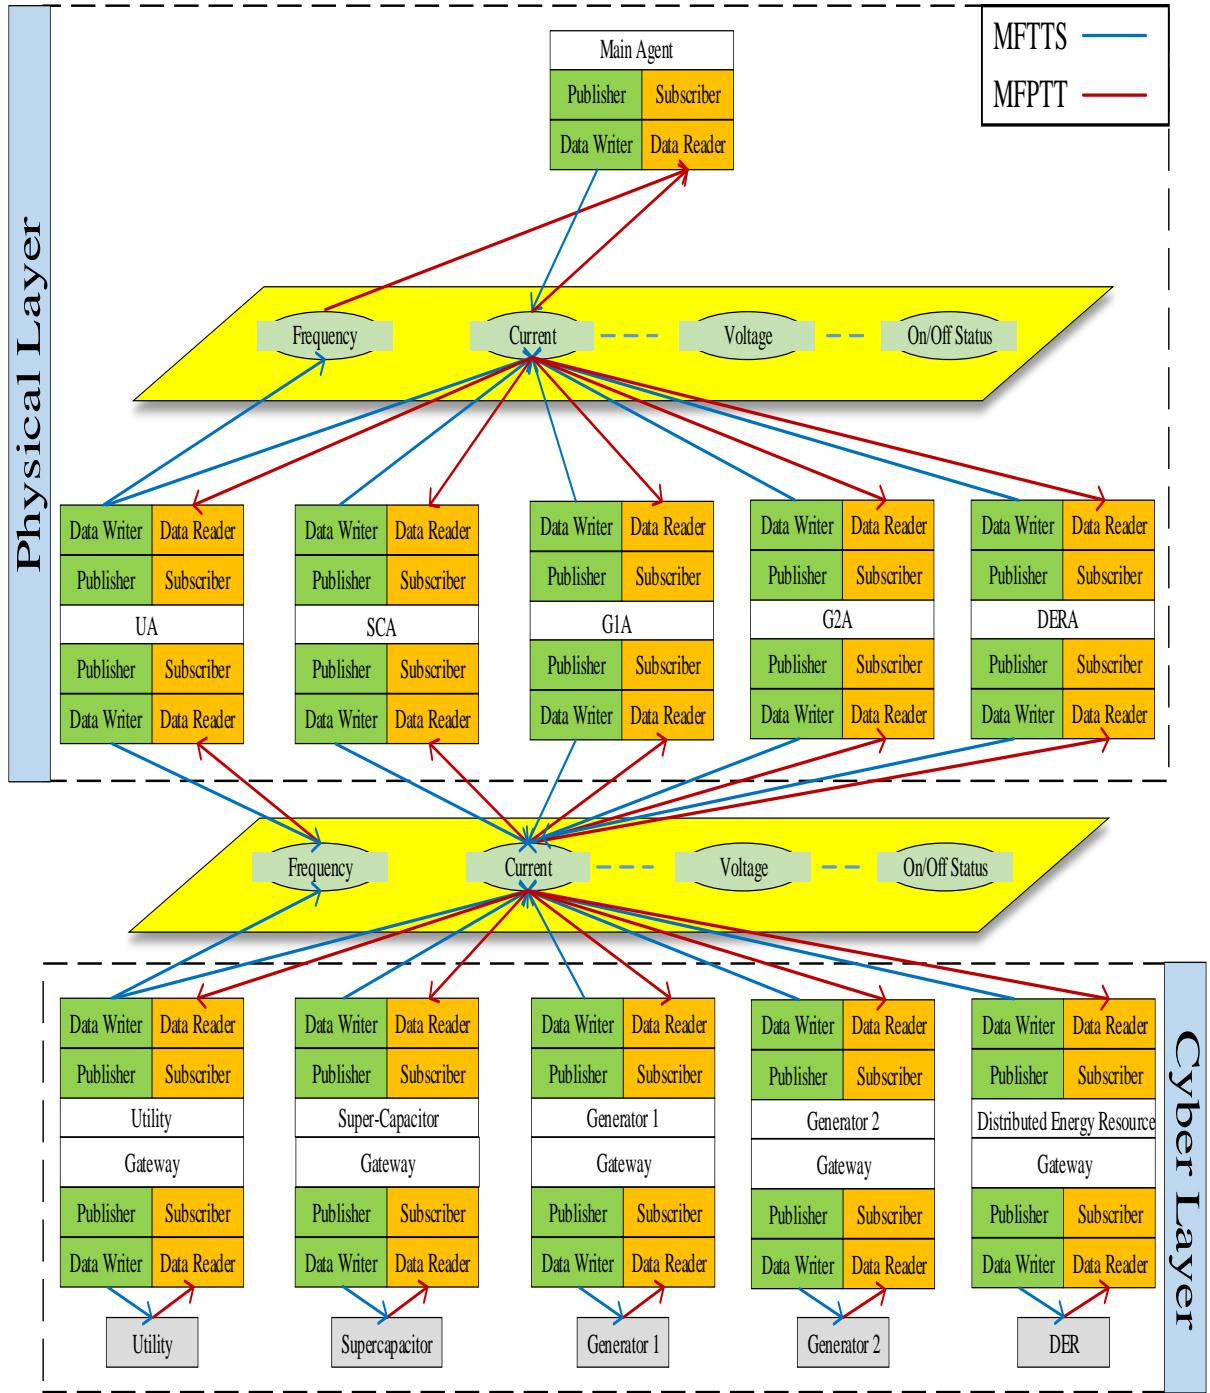 MFTTS
MFPTT
Physical Layer
Main Agent
Publisher Subscriber
Data Writer Data Reader
Frequency Current Voltage On/Off Status
Data Writer Data Reader Data Writer Data Reader Data Writer Data Reader Data Writer Data Reader Data Writer Data Reader
Publisher Subscriber Publisher Subscriber Publisher Subscriber Publisher Subscriber Publisher Subscriber
UA SCA G1A G2A DERA
Publisher Subscriber Publisher Subscriber Publisher Subscriber Publisher Subscriber Publisher Subscriber
Data Writer Data Reader Data Writer Data Reader Data Writer Data Reader Data Writer Data Reader Data Writer Data Reader
Frequency Current Voltage On/Off Status
Cyber Layer
Data Writer Data Reader Data Writer Data Reader Data Writer Data Reader Data Writer Data Reader Data Writer Data Reader
Publisher Subscriber Publisher Subscriber Publisher Subscriber Publisher Subscriber Publisher Subscriber
Utility Super-Capacitor Generator 1 Generator 2 Distributed Energy Resource
Gateway Gateway Gateway Gateway Gateway
Publisher Subscriber Publisher Subscriber Publisher Subscriber Publisher Subscriber Publisher Subscriber
Data Writer Data Reader Data Writer Data Reader Data Writer Data Reader Data Writer Data Reader Data Writer Data Reader
Utility Supercapacitor Generator 1 Generator 2 DER